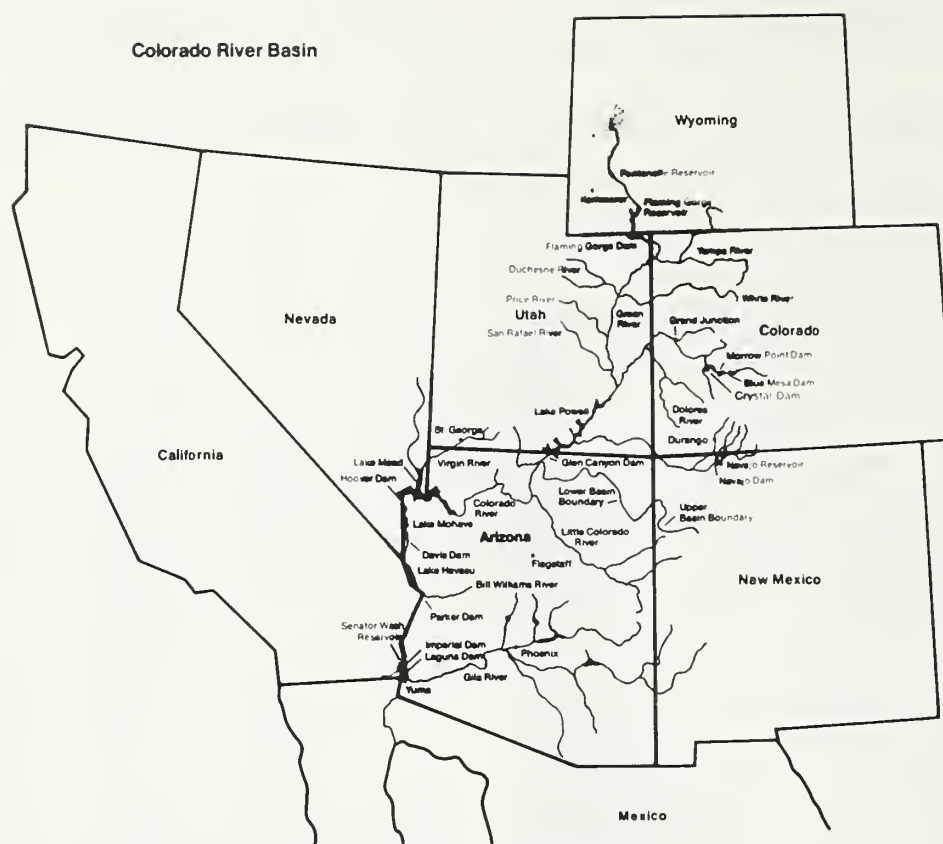 Colorado River Basin
Wyoming
Fontenelle Reservoir
Kemmerer
Flaming Gorge
Reservoir
Flaming Gorge Dam
Yampa River
Duchesne River
White River
Price River
Utah
Green
River
Grand Junction
Colorado
Nevada
San Rafael River
Morrow Point Dam
Blue Mesa Dam
Crystal Dam
Lake Powell
Dolores
River
St. George
Durango
California
Lake Mead
Virgin River
Glen Canyon Dam
Navajo Reservoir
Hoover Dam
Navajo Dam
Colorado
River
Lower Basin
Boundary
Upper
Basin Boundary
Lake Mohave
Arizona
Little Colorado
River
Davis Dam
Flagstaff
Lake Havasu
Bill Williams River
Naw Mexico
Parker Dam
Senator Wash
Reservoir
Imperial Dam
Laguna Dam
Phoenix
Gila River
Yuma
Mexico